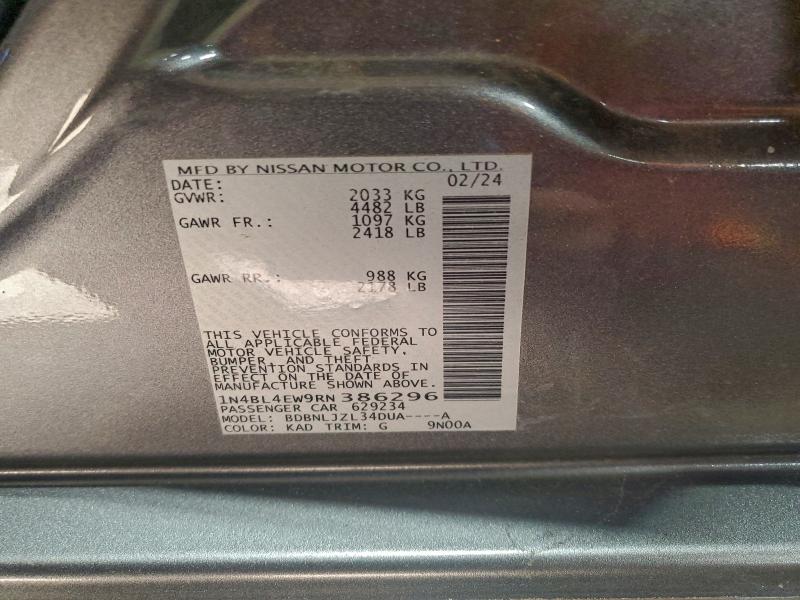 MFD BY NISSAN MOTOR CO., LTD.
DATE: 02/24
GVWR: 2033 KG
4482 LB
GAWR FR.: 1097 KG
2418 LB
GAWR RR.: 988 KG
2178 LB
THIS VEHICLE CONFORMS TO
ALL APPLICABLE FEDERAL
MOTOR VEHICLE SAFETY,
BUMPER, AND THEFT
PREVENTION STANDARDS IN
EFFECT ON THE DATE OF
MANUFACTURE SHOWN ABOVE.
1N4BL4EW9RN386296
PASSENGER CAR 629234
MODEL: BDBNLJZL34DUA----A
COLOR: KAD TRIM: G 9N00A